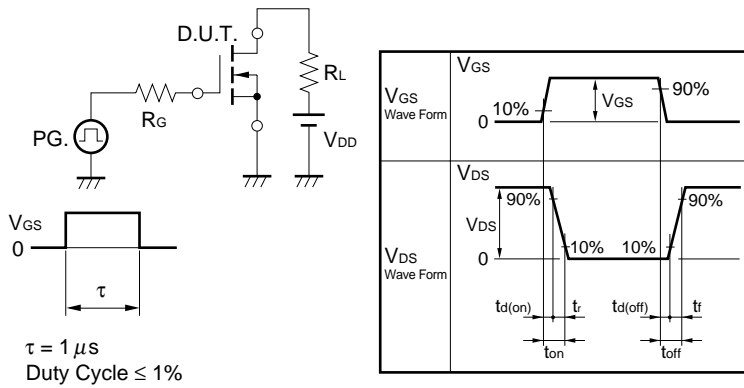 D.U.T.
RL
RG
PG.
VDD
VGS
0
τ
τ = 1 μs
Duty Cycle ≤ 1%
VGS
Wave Form
VGS
10%
VGS
90%
0
VDS
Wave Form
VDS
90%
VDS
10%
10%
90%
0
td(on)
tr
td(off)
tf
ton
toff